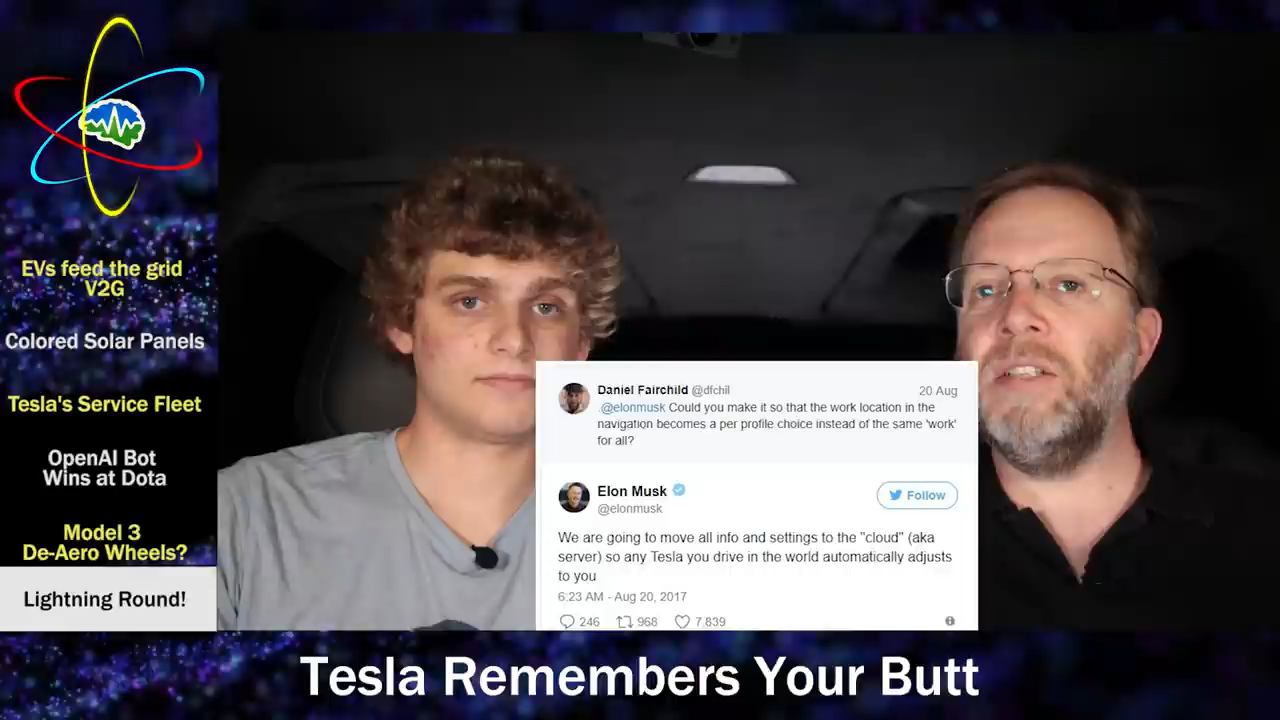 EVs feed the grid
V2G
Colored Solar Panels
Tesla's Service Fleet
OpenAI Bot
Wins at Dota
Model 3
De-Aero Wheels?
Lightning Round!
Daniel Fairchild @dfchil
20 Aug
.@elonmusk Could you make it so that the work location in the
navigation becomes a per profile choice instead of the same 'work'
for all?
Elon Musk
Follow
@elonmusk
We are going to move all info and settings to the "cloud" (aka
server) so any Tesla you drive in the world automatically adjusts
to you
6:23 AM - Aug 20, 2017
246 968 7,839
Tesla Remembers Your Butt